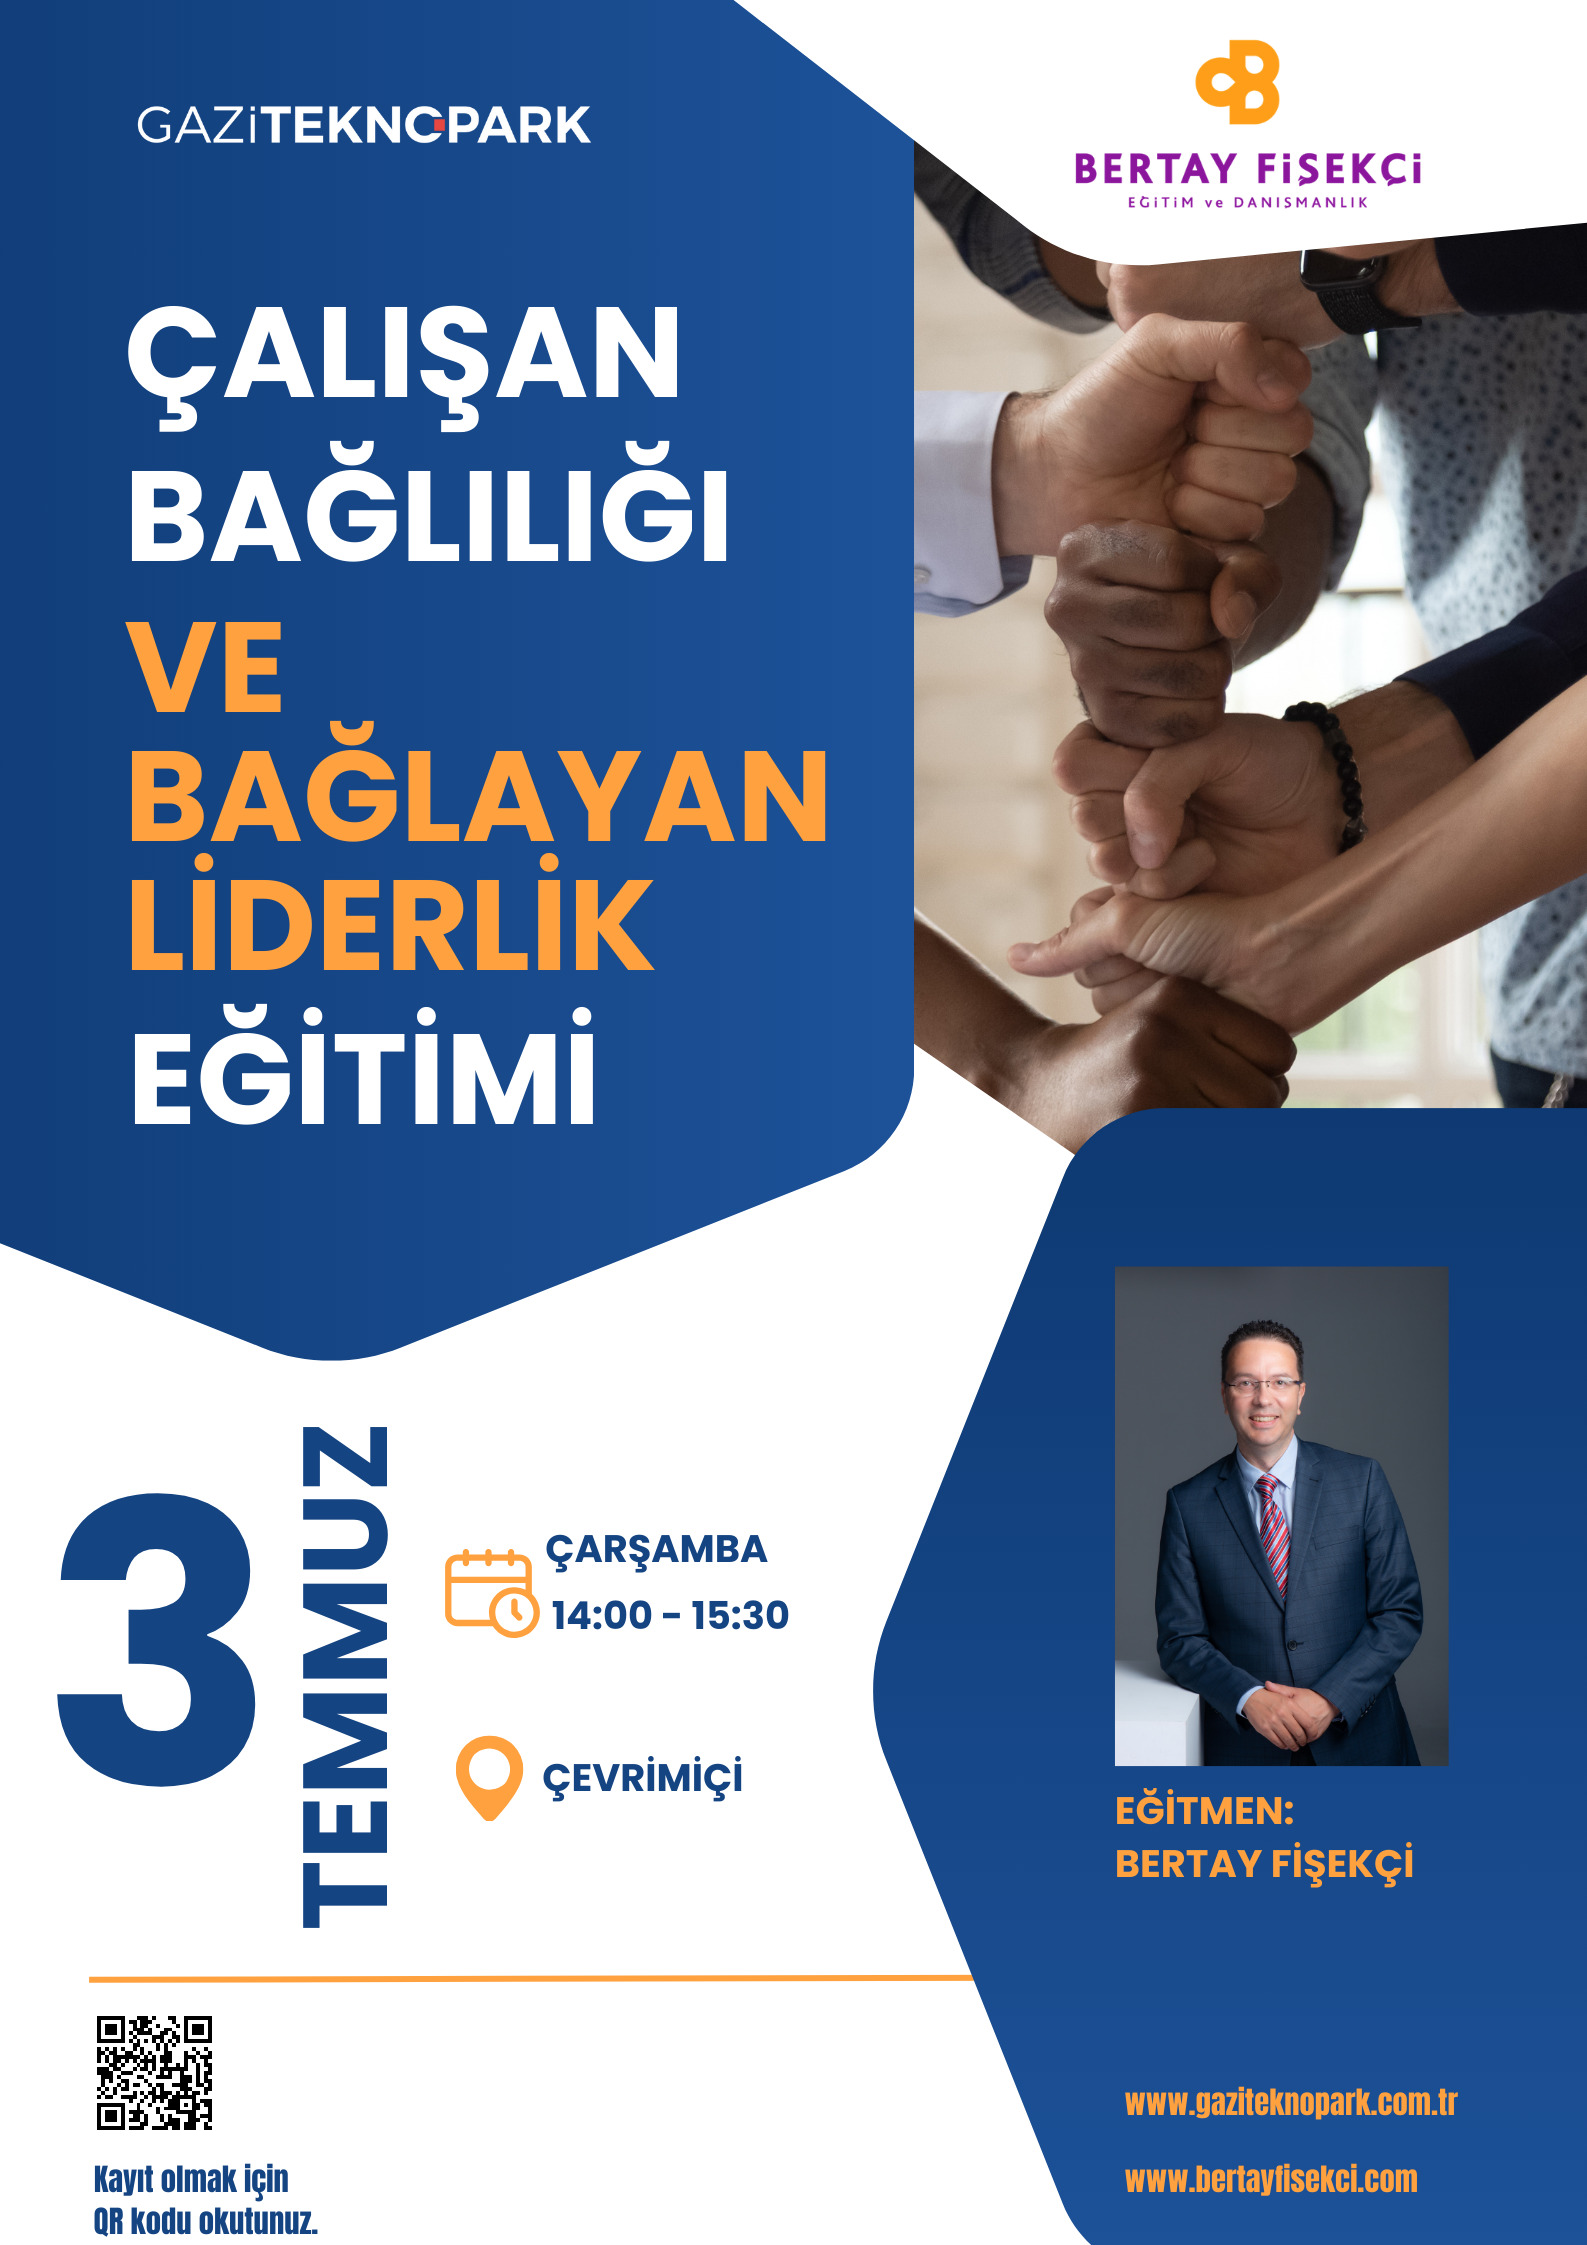 GAZİTEKNOPARK
BERTAY FİŞEKÇİ
EĞİTİM ve DANIŞMANLIK
ÇALIŞAN
BAĞLILIĞI
VE
BAĞLAYAN
LİDERLİK
EĞİTİMİ
3
TEMMUZ
ÇARŞAMBA
14:00 - 15:30
ÇEVRİMİÇİ
EĞİTMEN:
BERTAY FİŞEKÇİ
Kayıt olmak için
QR kodu okutunuz.
www.gaziteknopark.com.tr
www.bertayfisekci.com